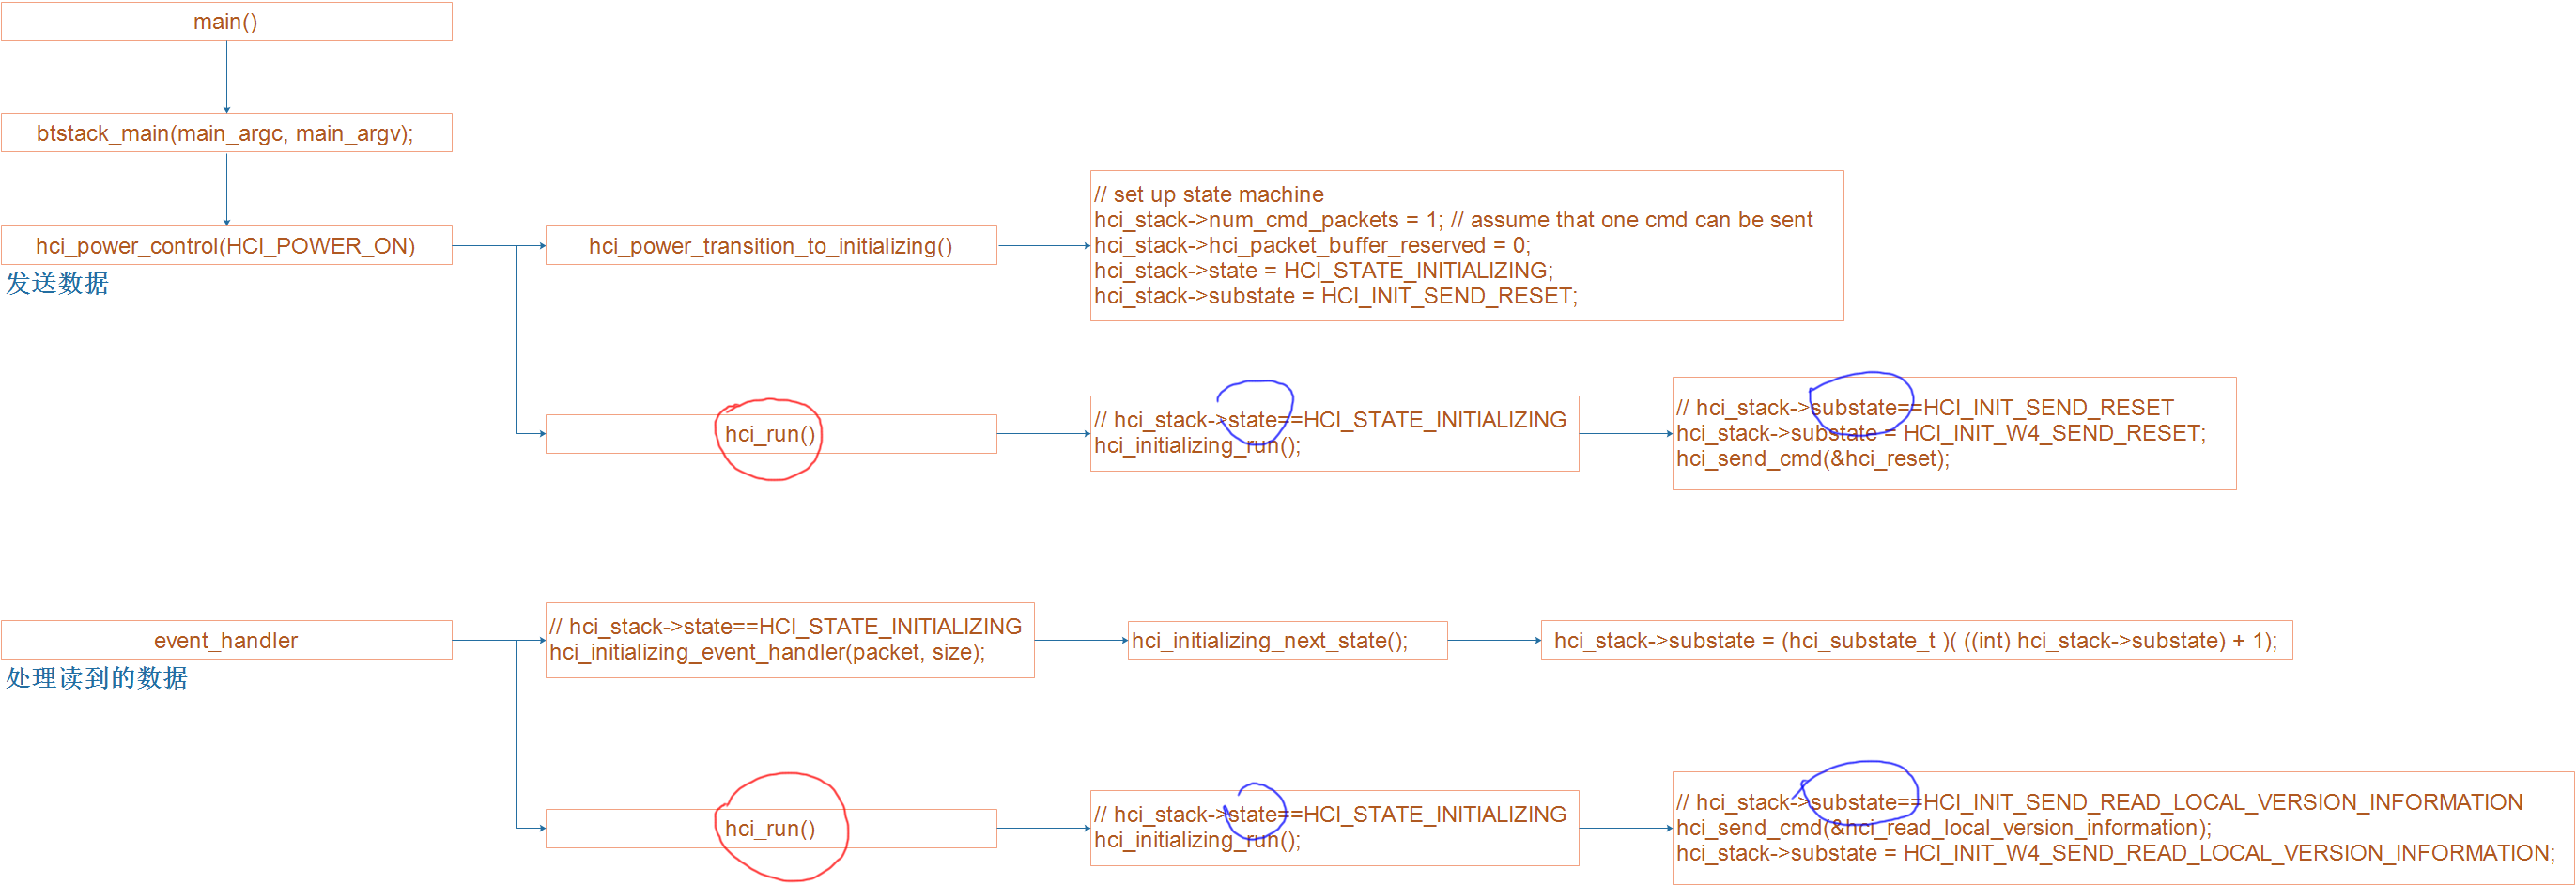 main()
btstack_main(main_argc, main_argv);
hci_power_control(HCI_POWER_ON)
发送数据
hci_power_transition_to_initializing()
// set up state machine
hci_stack->num_cmd_packets = 1; // assume that one cmd can be sent
hci_stack->hci_packet_buffer_reserved = 0;
hci_stack->state = HCI_STATE_INITIALIZING;
hci_stack->substate = HCI_INIT_SEND_RESET;
hci_run()
// hci_stack->state==HCI_STATE_INITIALIZING
hci_initializing_run();
// hci_stack->substate==HCI_INIT_SEND_RESET
hci_stack->substate = HCI_INIT_W4_SEND_RESET;
hci_send_cmd(&hci_reset);
event_handler
处理读到的数据
// hci_stack->state==HCI_STATE_INITIALIZING
hci_initializing_event_handler(packet, size);
hci_initializing_next_state();
hci_stack->substate = (hci_substate_t )( ((int) hci_stack->substate) + 1);
hci_run()
// hci_stack->state==HCI_STATE_INITIALIZING
hci_initializing_run();
// hci_stack->substate==HCI_INIT_SEND_READ_LOCAL_VERSION_INFORMATION
hci_send_cmd(&hci_read_local_version_information);
hci_stack->substate = HCI_INIT_W4_SEND_READ_LOCAL_VERSION_INFORMATION;